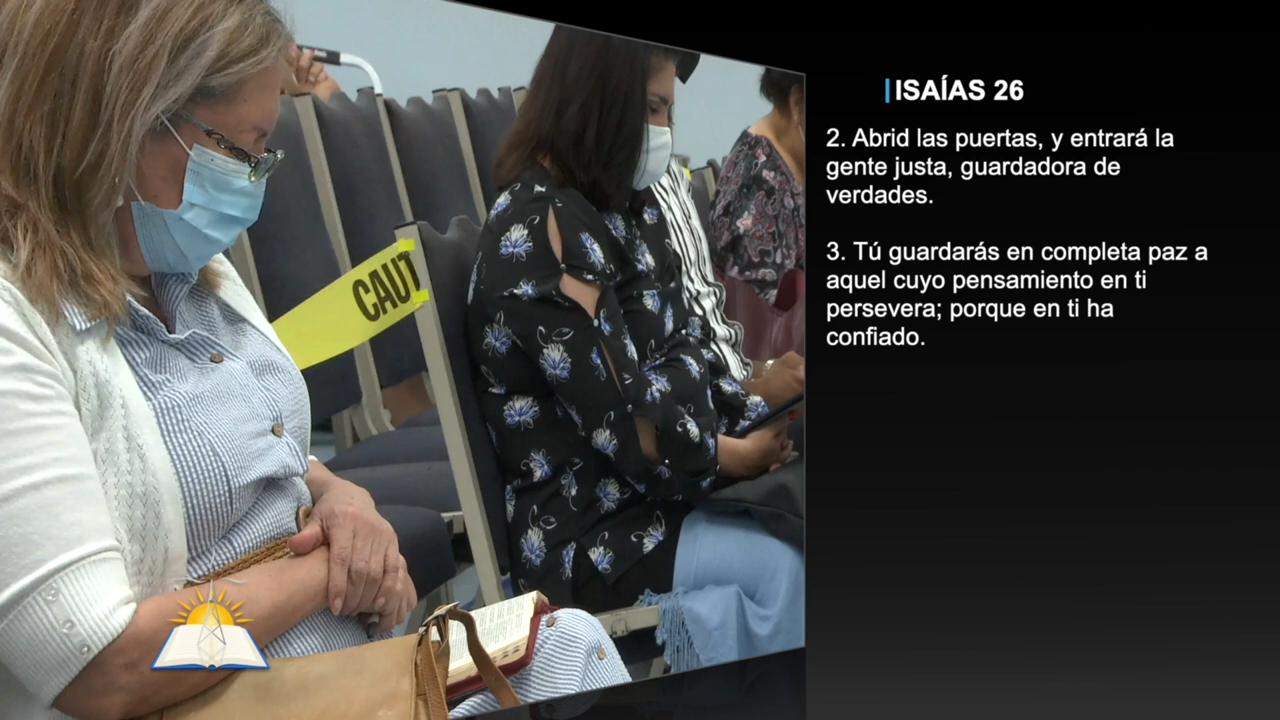 ISAÍAS 26
2. Abrid las puertas, y entrará la
gente justa, guardadora de
verdades.
3. Tú guardarás en completa paz a
aquel cuyo pensamiento en ti
persevera; porque en ti ha
confiado.
CAUT